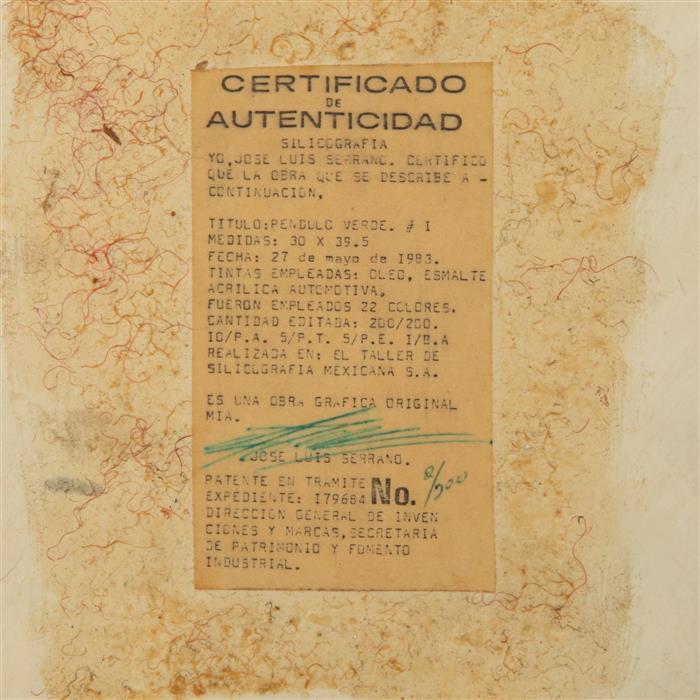 CERTIFICADO
DE
AUTENTICIDAD
SILICOGRAFIA
YO, JOSE LUIS SERRANO. CERTIFICO
QUE LA OBRA QUE SE DESCRIBE A -
CONTINUACION,
TITULO: PENDULO VERDE. # I
MEDIDAS: 30 X 39.5
FECHA: 27 de mayo de 1983.
TINTAS EMPLEADAS: OLEO, ESMALTE
ACRILICA AUTOMOTIVA,
FUERON EMPLEADOS 22 COLORES.
CANTIDAD EDITADA: 200/200.
IO/P.A. 5/P.T. 5/P.E. I/B.A
REALIZADA EN: EL TALLER DE
SILICOGRAFIA MEXICANA S.A.
ES UNA OBRA GRAFICA ORIGINAL
MIA.
JOSE LUIS SERRANO.
PATENTE EN TRAMITE
EXPEDIENTE: I79684 No. 2/200
DIRECCION GENERAL DE INVEN
CIONES Y MARCAS, SECRETARIA
DE PATRIMONIO Y FOMENTO
INDUSTRIAL.